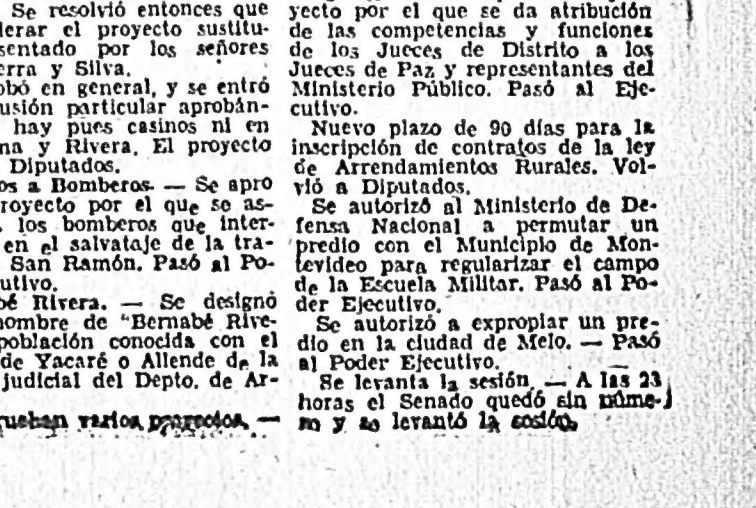 Se resolvió entonces que
erar el proyecto sustitu-
sentado por los señores
erra y Silva.
obó en general, y se entró
usión particular aprobán-
hay pues casinos ni en
na y Rivera. El proyecto
Diputados.
os a Bomberos. — Se apro
royecto por el que se as-
los bomberos que inter-
en el salvataje de la tra-
San Ramón. Pasó al Po-
utivo.
bé Rivera. — Se designó
nombre de "Bernabé Rive-
población conocida con el
de Yacaré o Allende de la
judicial del Depto. de Ar-
rueban varios proyectos. —
yecto por el que se da atribución
de las competencias y funciones
de los Jueces de Distrito a los
Jueces de Paz y representantes del
Ministerio Público. Pasó al Eje-
cutivo.
Nuevo plazo de 90 días para la
inscripción de contratos de la ley
de Arrendamientos Rurales. Vol-
vió a Diputados.
Se autorizó al Ministerio de De-
fensa Nacional a permutar un
predio con el Municipio de Mon-
tevideo para regularizar el campo
de la Escuela Militar. Pasó al Po-
der Ejecutivo.
Se autorizó a expropiar un pre-
dio en la ciudad de Melo. — Pasó
al Poder Ejecutivo.
Se levanta la sesión. — A las 23
horas el Senado quedó sin núme-
ro y se levantó la sesión.